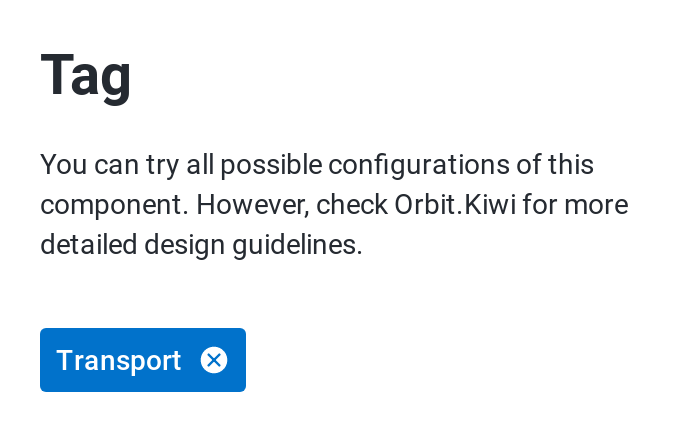 Tag
You can try all possible configurations of this
component. However, check Orbit.Kiwi for more
detailed design guidelines.
Transport